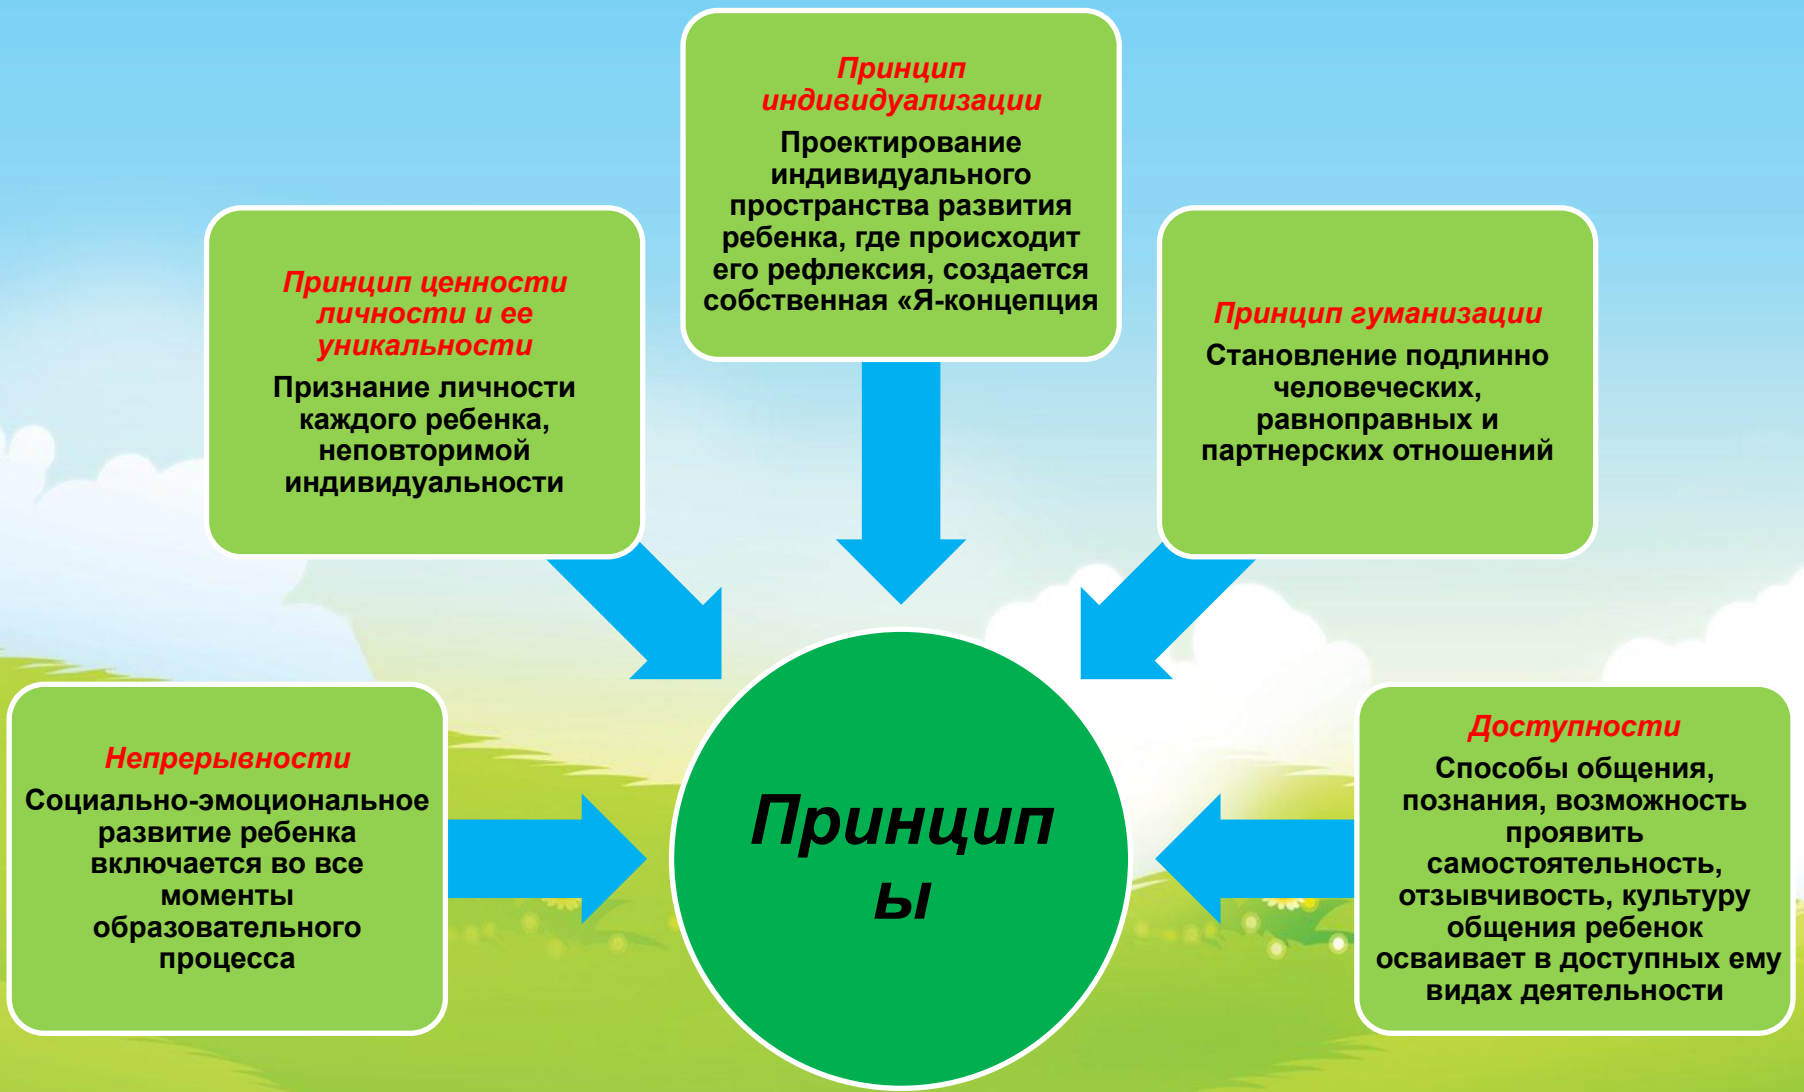 Принцип
индивидуализации
Проектирование
индивидуального
пространства развития
ребенка, где происходит
его рефлексия, создается
собственная «Я-концепция
Принцип ценности
личности и ее
уникальности
Признание личности
каждого ребенка,
неповторимой
индивидуальности
Принцип гуманизации
Становление подлинно
человеческих,
равноправных и
партнерских отношений
Непрерывности
Социально-эмоциональное
развитие ребенка
включается во все
моменты
образовательного
процесса
Принцип
ы
Доступности
Способы общения,
познания, возможность
проявить
самостоятельность,
отзывчивость, культуру
общения ребенок
осваивает в доступных ему
видах деятельности